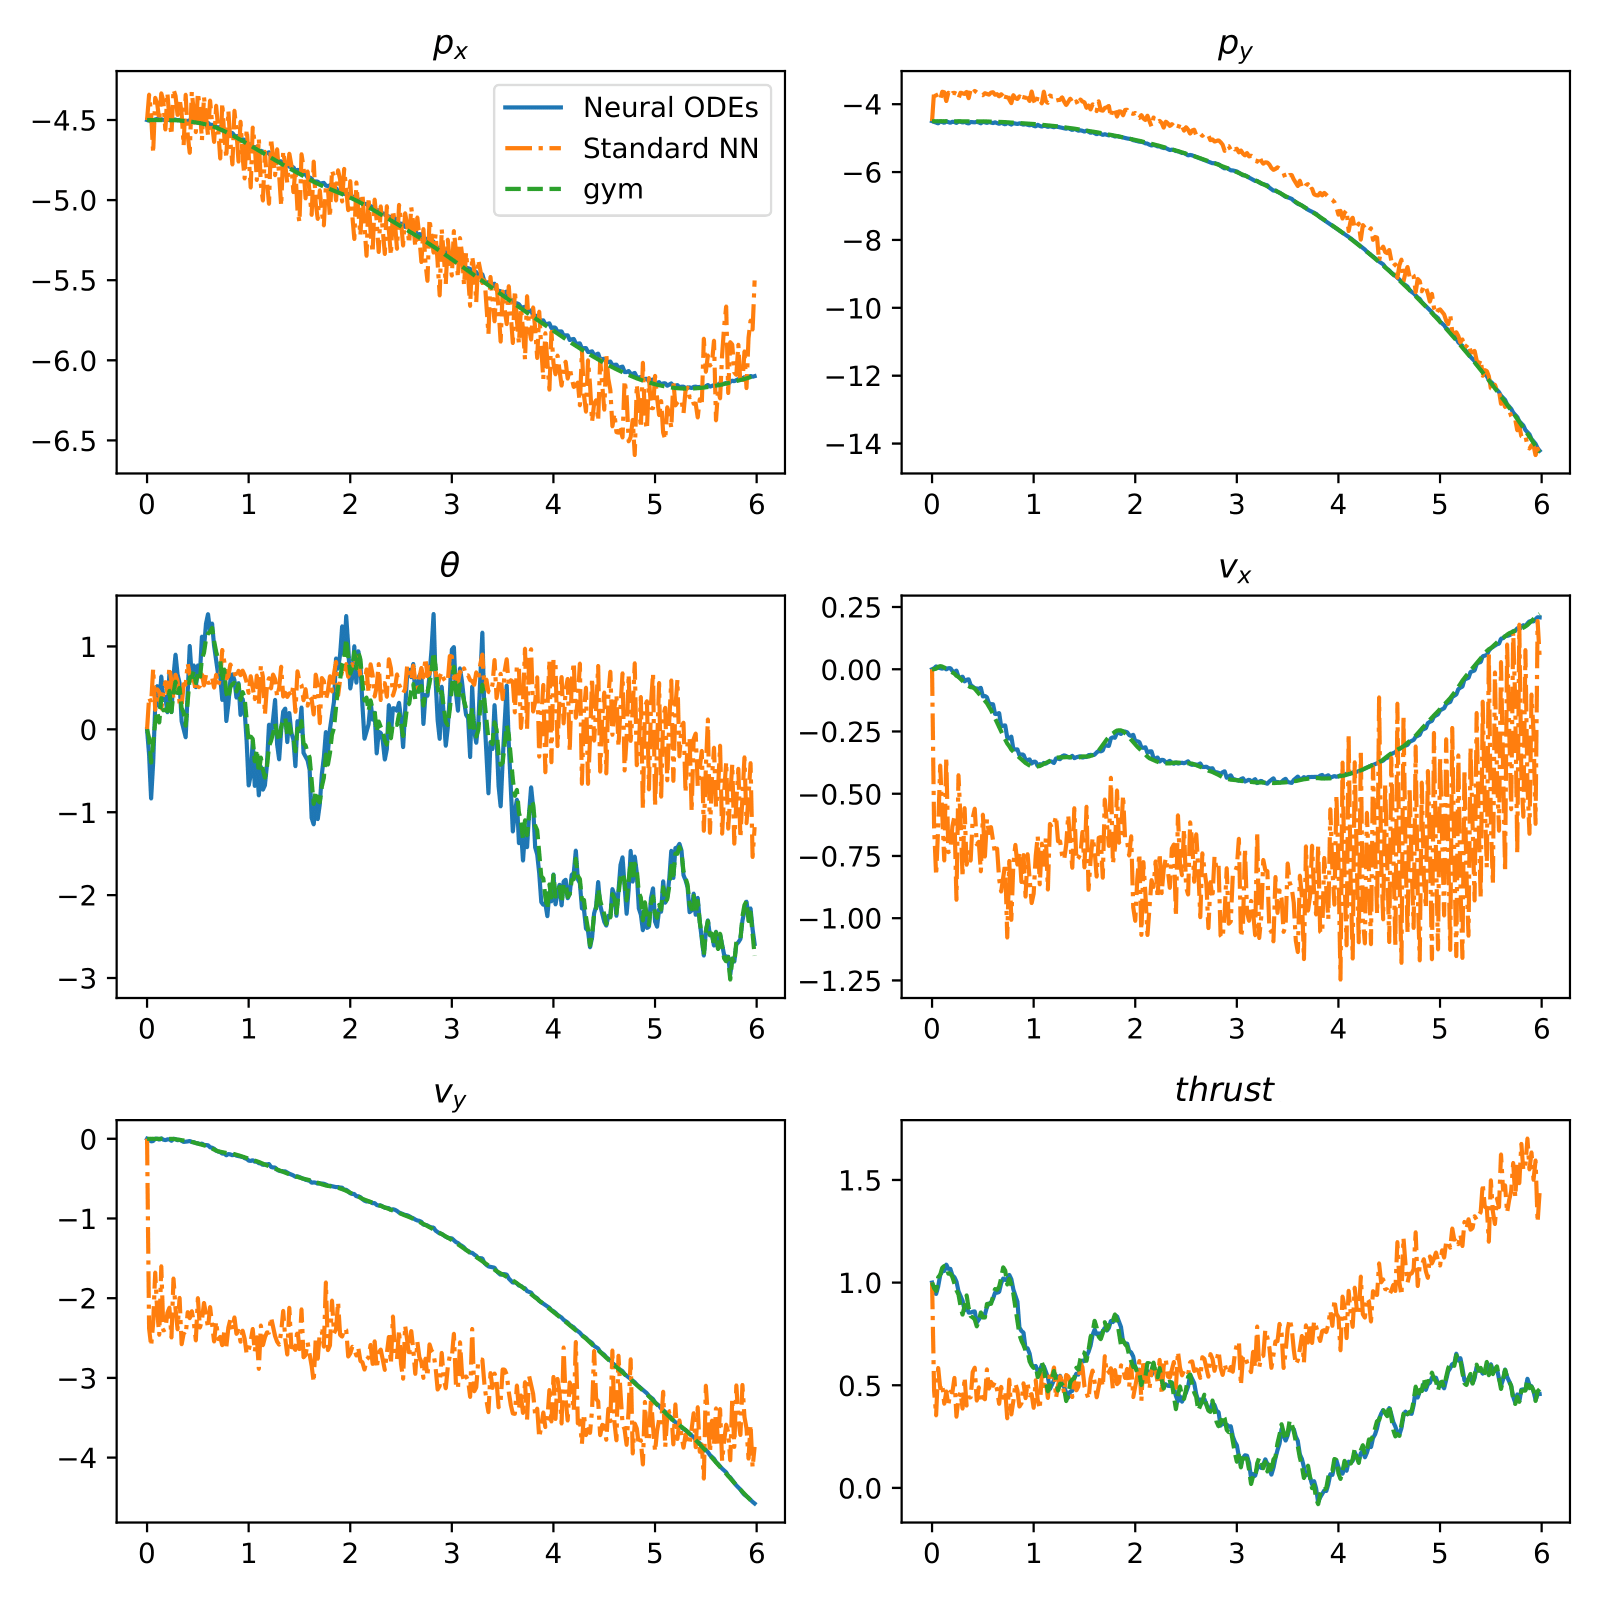 p_x
Neural ODEs
Standard NN
gym
−4.5
−5.0
−5.5
−6.0
−6.5
0 1 2 3 4 5 6
p_y
−4
−6
−8
−10
−12
−14
0 1 2 3 4 5 6
θ
1
0
−1
−2
−3
0 1 2 3 4 5 6
v_x
0.25
0.00
−0.25
−0.50
−0.75
−1.00
−1.25
0 1 2 3 4 5 6
v_y
0
−1
−2
−3
−4
0 1 2 3 4 5 6
thrust
1.5
1.0
0.5
0.0
0 1 2 3 4 5 6